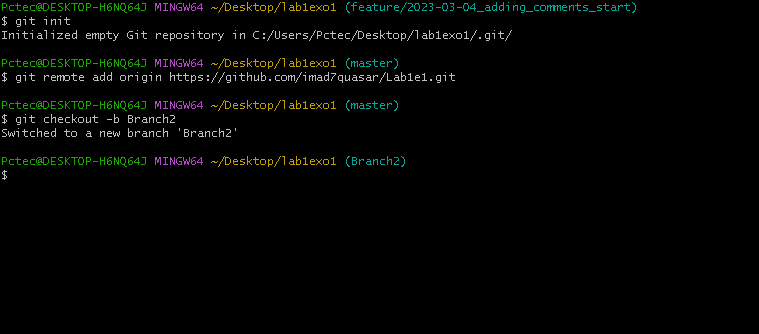 Pctec@DESKTOP-H6NQ64J MINGW64 ~/Desktop/lab1exo1 (feature/2023-03-04_adding_comments_start)
$ git init
Initialized empty Git repository in C:/Users/Pctec/Desktop/lab1exo1/.git/
Pctec@DESKTOP-H6NQ64J MINGW64 ~/Desktop/lab1exo1 (master)
$ git remote add origin https://github.com/imad7quasar/Lab1e1.git
Pctec@DESKTOP-H6NQ64J MINGW64 ~/Desktop/lab1exo1 (master)
$ git checkout -b Branch2
Switched to a new branch 'Branch2'
Pctec@DESKTOP-H6NQ64J MINGW64 ~/Desktop/lab1exo1 (Branch2)
$